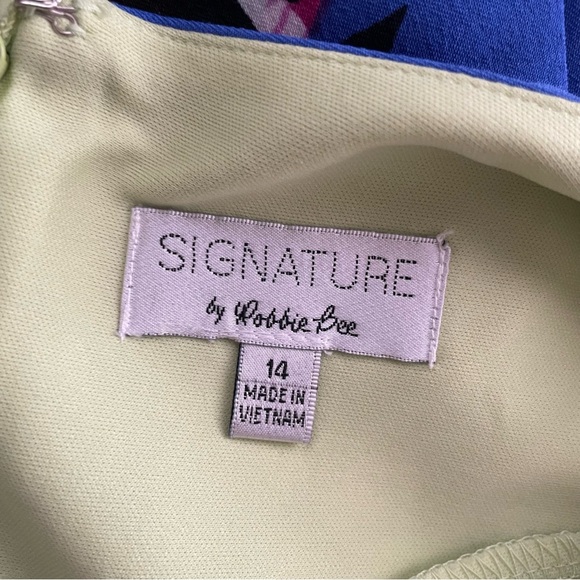 SIGNATURE
by Robbie Bee
14
MADE IN
VIETNAM